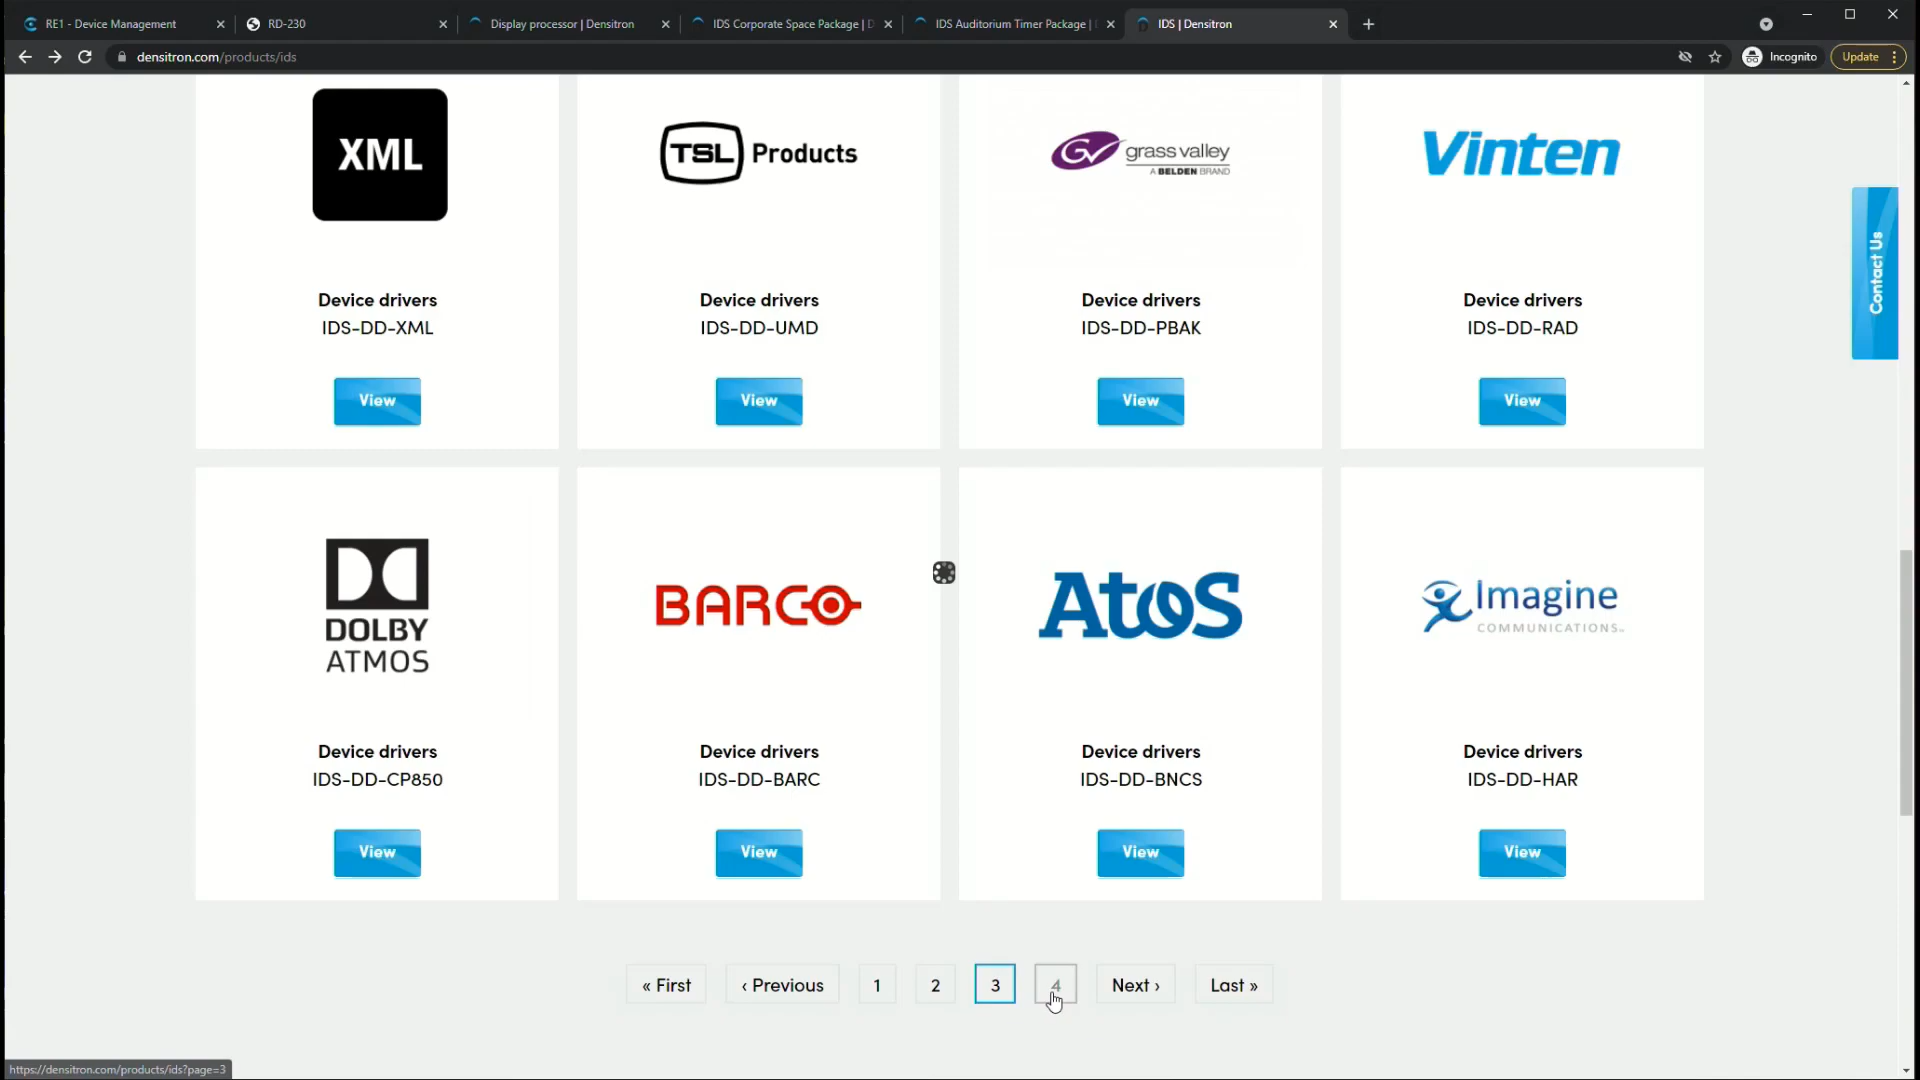 RE1 - Device Management
RD-230
Display processor | Densitron
IDS Corporate Space Package | D
IDS Auditorium Timer Package |
IDS | Densitron
densitron.com/products/ids
Incognito
Update
XML
TSL Products
GV grass valley
A BELDEN BRAND
Vinten
Contact Us
Device drivers
IDS-DD-XML
Device drivers
IDS-DD-UMD
Device drivers
IDS-DD-PBAK
Device drivers
IDS-DD-RAD
View
View
View
View
DOLBY
ATMOS
BARCO
Atos
Imagine
COMMUNICATIONS
Device drivers
IDS-DD-CP850
Device drivers
IDS-DD-BARC
Device drivers
IDS-DD-BNCS
Device drivers
IDS-DD-HAR
View
View
View
View
« First
‹ Previous
1
2
3
4
Next ›
Last »
https://densitron.com/products/ids?page=3